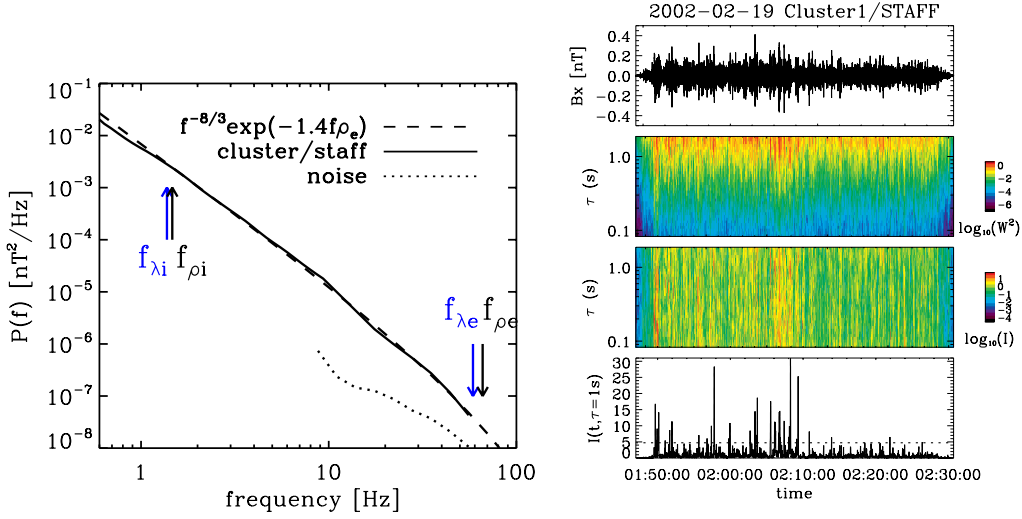 2002−02−19 Cluster1/STAFF
10⁻¹
10⁻²
10⁻³
10⁻⁴
10⁻⁵
10⁻⁶
10⁻⁷
10⁻⁸
P(f) [nT²/Hz]
f⁻⁸/³exp(−1.4fρₑ)
cluster/staff
noise
fλi fρi
fλe fρe
1 10 100
frequency [Hz]
Bx [nT]
0.4
0.2
0.0
−0.2
−0.4
τ (s)
1.0
0.1
0
−2
−4
−6
log₁₀(W²)
τ (s)
1.0
0.1
1
0
−1
−2
−3
−4
log₁₀(I)
I(t,τ=1s)
30
25
20
15
10
5
0
01:50:00 02:00:00 02:10:00 02:20:00 02:30:00
time